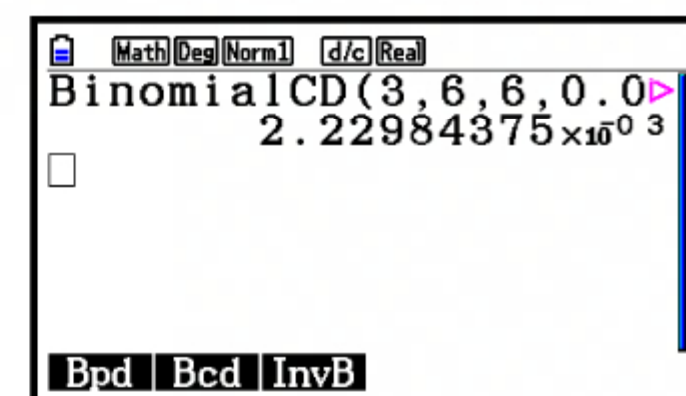 Math Deg Norm1 d/c Real
BinomialCD(3,6,6,0.0
2.22984375×10⁻⁰³
Bpd Bcd InvB